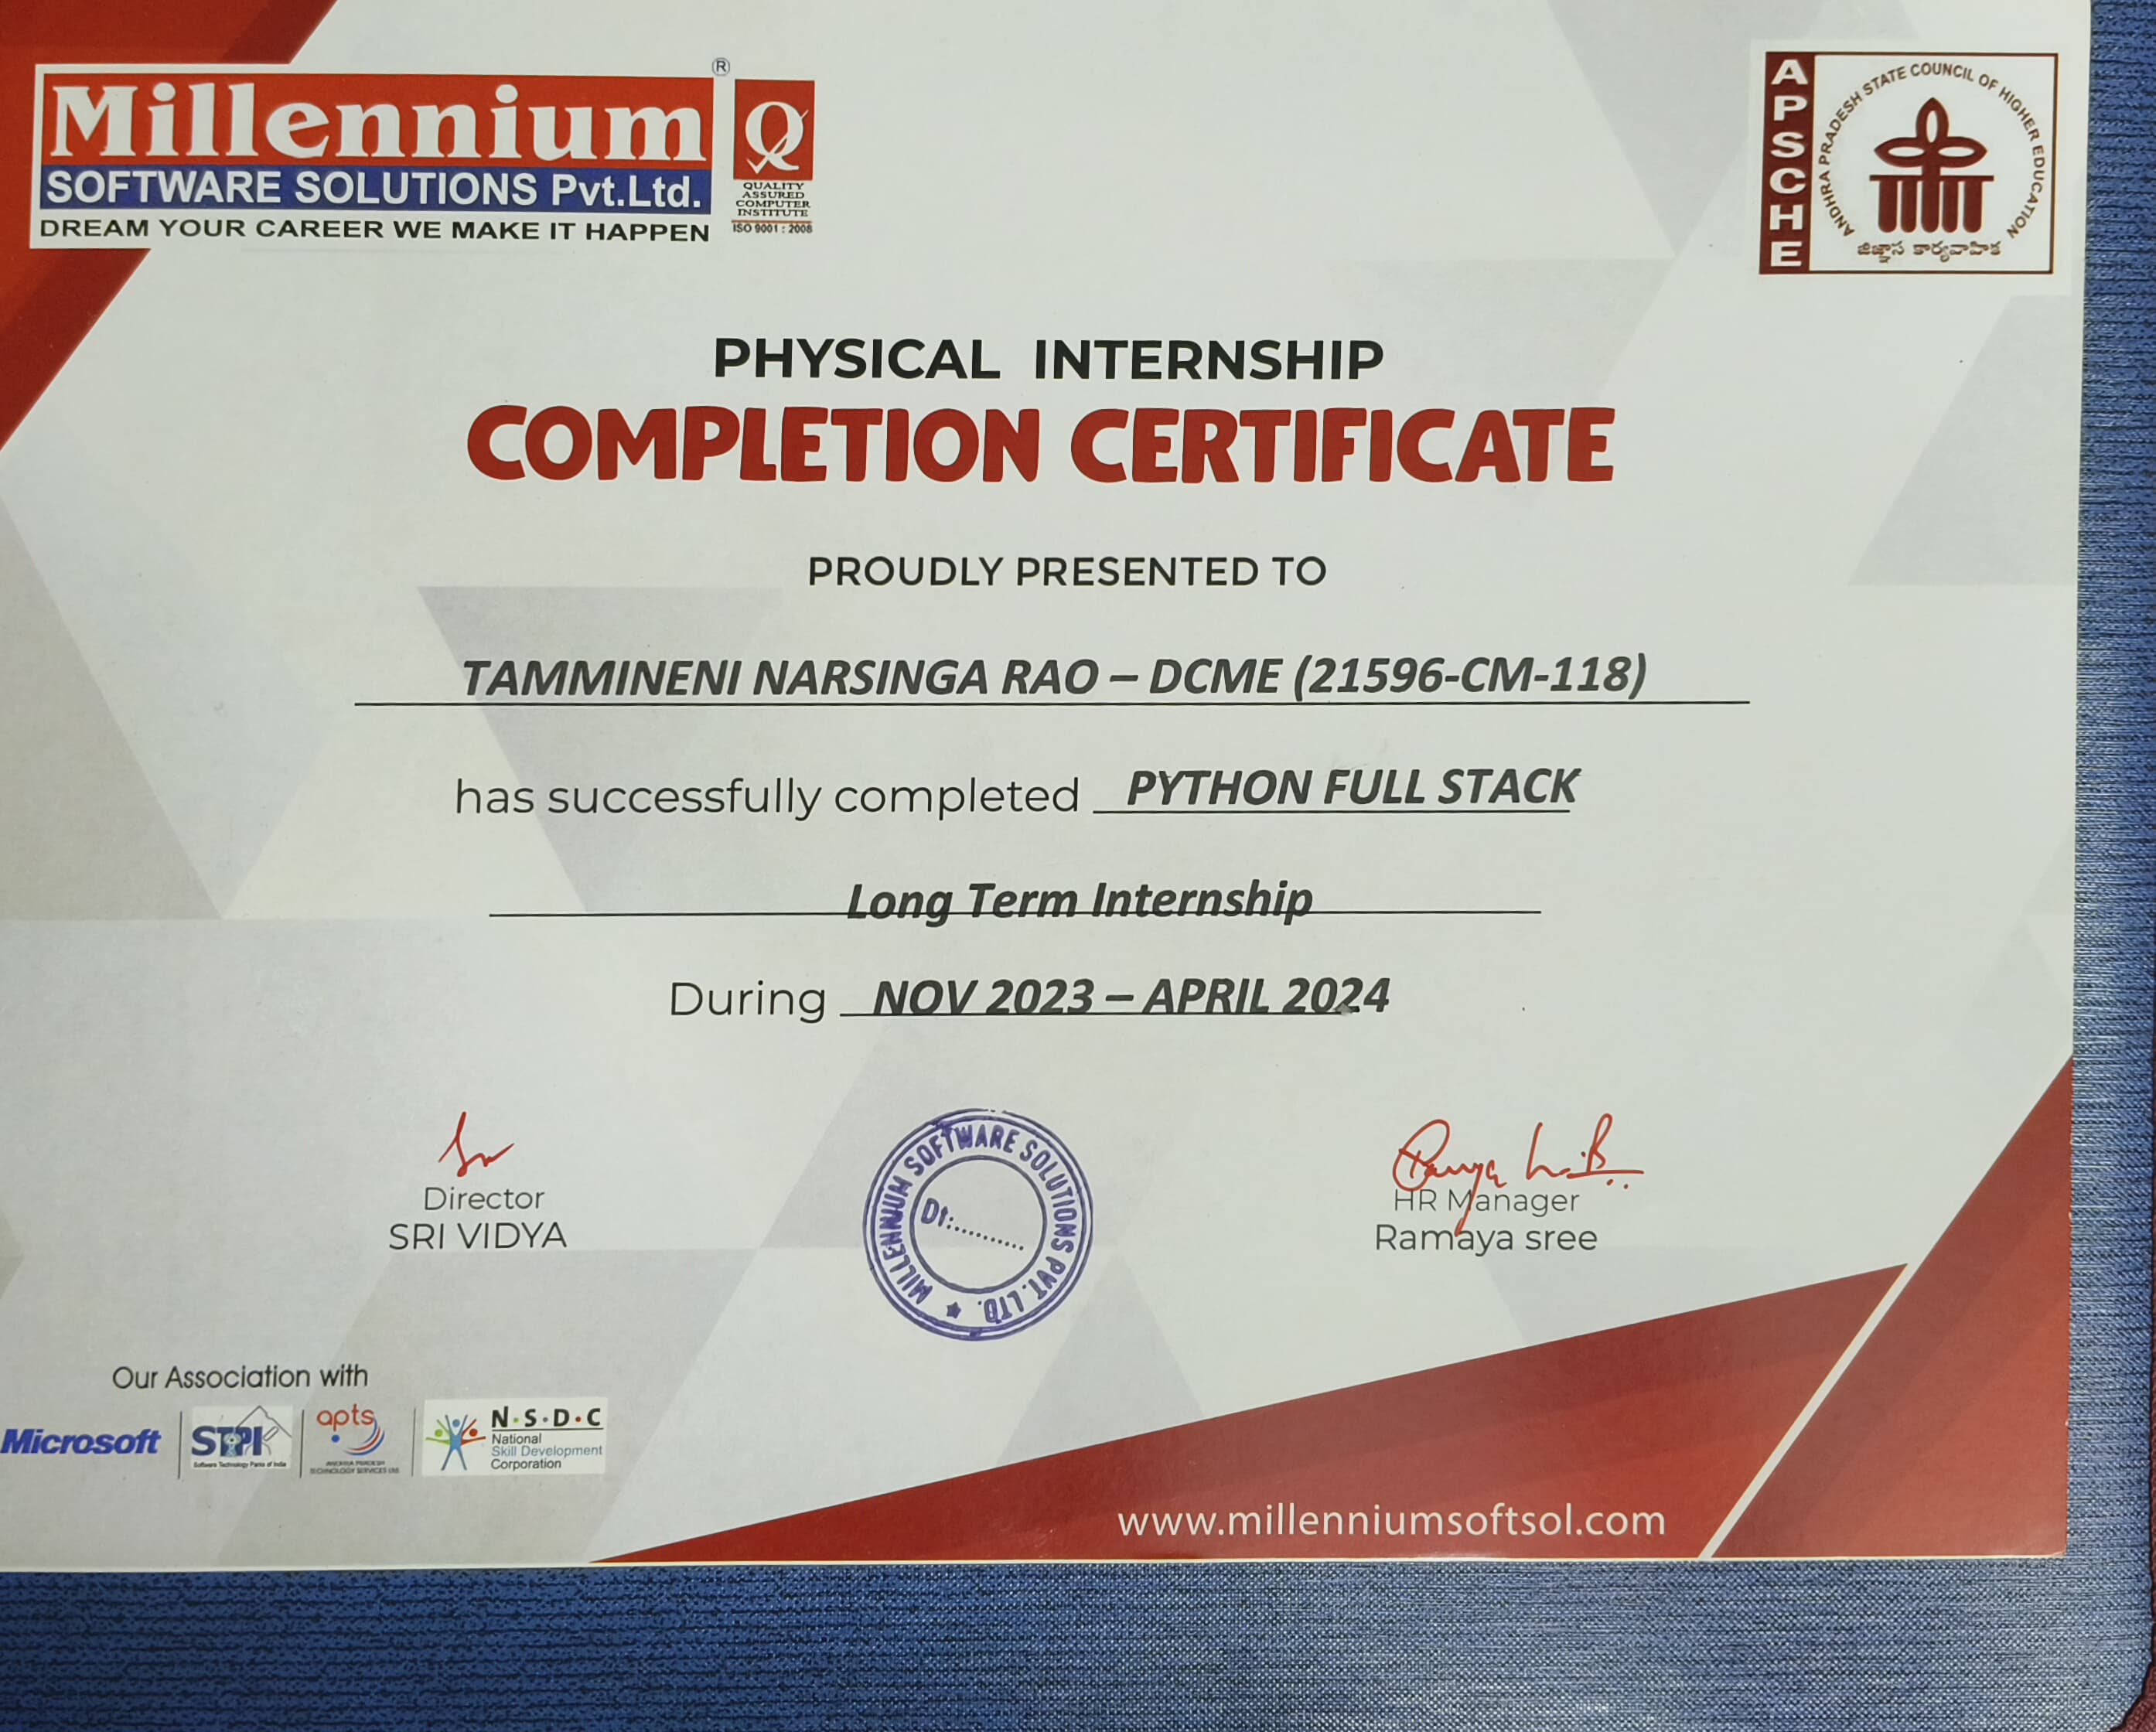 Millennium ®
SOFTWARE SOLUTIONS Pvt.Ltd.
DREAM YOUR CAREER WE MAKE IT HAPPEN
Q
QUALITY
ASSURED
COMPUTER
INSTITUTE
ISO 9001 : 2008
APSCHE
ANDHRA PRADESH STATE COUNCIL OF HIGHER EDUCATION
జిజ్ఞాస కార్యవాహిక
PHYSICAL INTERNSHIP
COMPLETION CERTIFICATE
PROUDLY PRESENTED TO
TAMMINENI NARSINGA RAO – DCME (21596-CM-118)
has successfully completed PYTHON FULL STACK
Long Term Internship
During NOV 2023 – APRIL 2024
Director
SRI VIDYA
MILLENNIUM SOFTWARE SOLUTIONS PVT. LTD.
Dt:..........
HR Manager
Ramaya sree
Our Association with
Microsoft
STPI
Software Technology Parks of India
apts
ANDHRA PRADESH
TECHNOLOGY SERVICES LTD
N·S·D·C
National
Skill Development
Corporation
www.millenniumsoftsol.com